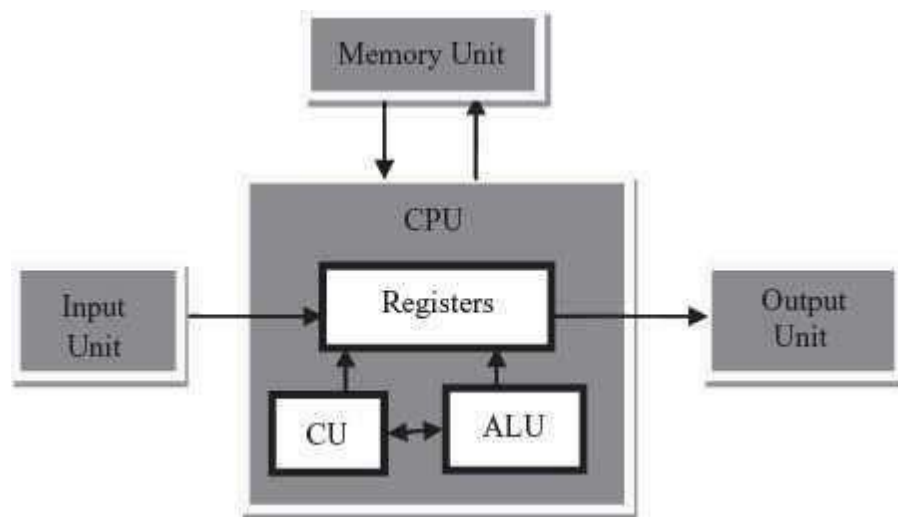 Memory Unit
CPU
Registers
Input
Unit
Output
Unit
CU
ALU